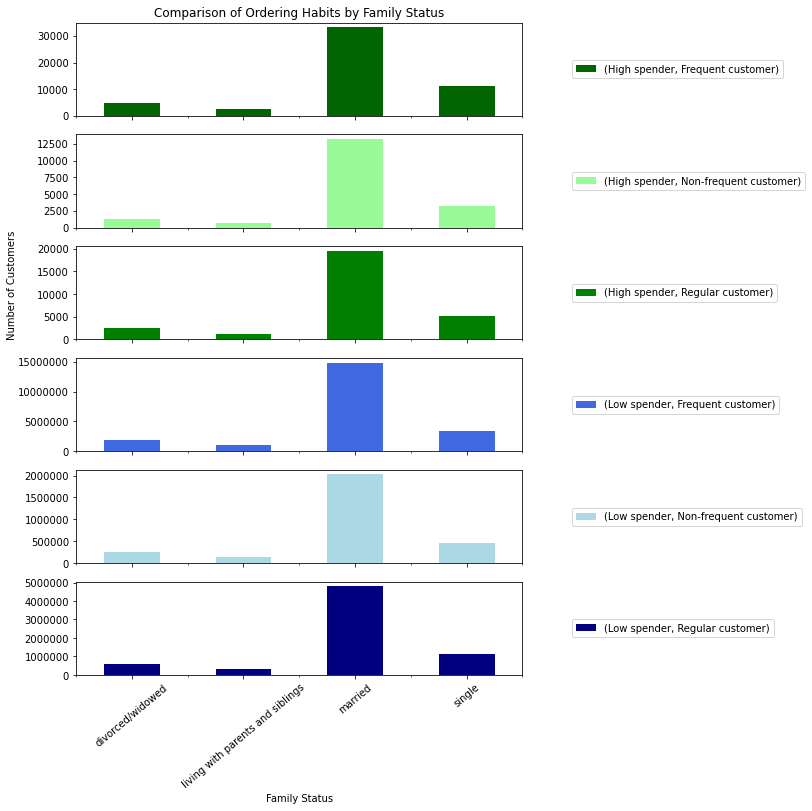 Comparison of Ordering Habits by Family Status
30000
20000
10000
0
(High spender, Frequent customer)
12500
10000
7500
5000
2500
0
(High spender, Non-frequent customer)
20000
15000
10000
5000
0
(High spender, Regular customer)
Number of Customers
15000000
10000000
5000000
0
(Low spender, Frequent customer)
2000000
1500000
1000000
500000
0
(Low spender, Non-frequent customer)
5000000
4000000
3000000
2000000
1000000
0
(Low spender, Regular customer)
divorced/widowed
living with parents and siblings
married
single
Family Status